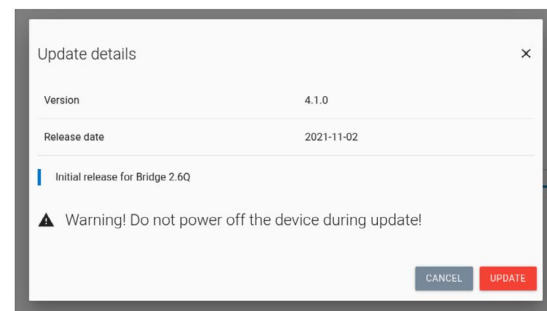 Update details
Version 4.1.0
Release date 2021-11-02
Initial release for Bridge 2.6Q
Warning! Do not power off the device during update!
CANCEL UPDATE